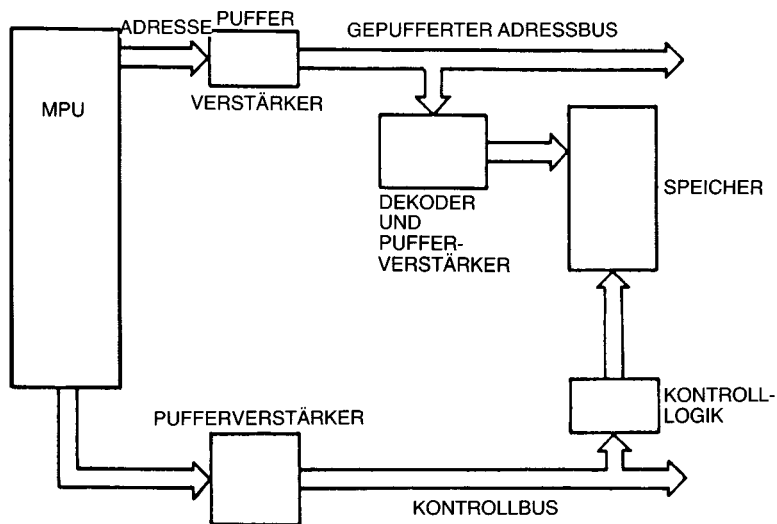 PUFFER
ADRESSE
GEPUFFERTER ADRESSBUS
MPU
VERSTÄRKER
SPEICHER
DEKODER
UND
PUFFER-
VERSTÄRKER
KONTROLL-
LOGIK
PUFFERVERSTÄRKER
KONTROLLBUS